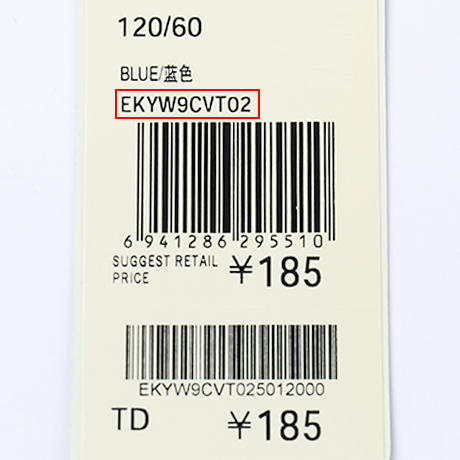 120/60
BLUE/蓝色
EKYW9CVT02
6 941286 295510
SUGGEST RETAIL PRICE ¥185
EKYW9CVT025012000
TD ¥185